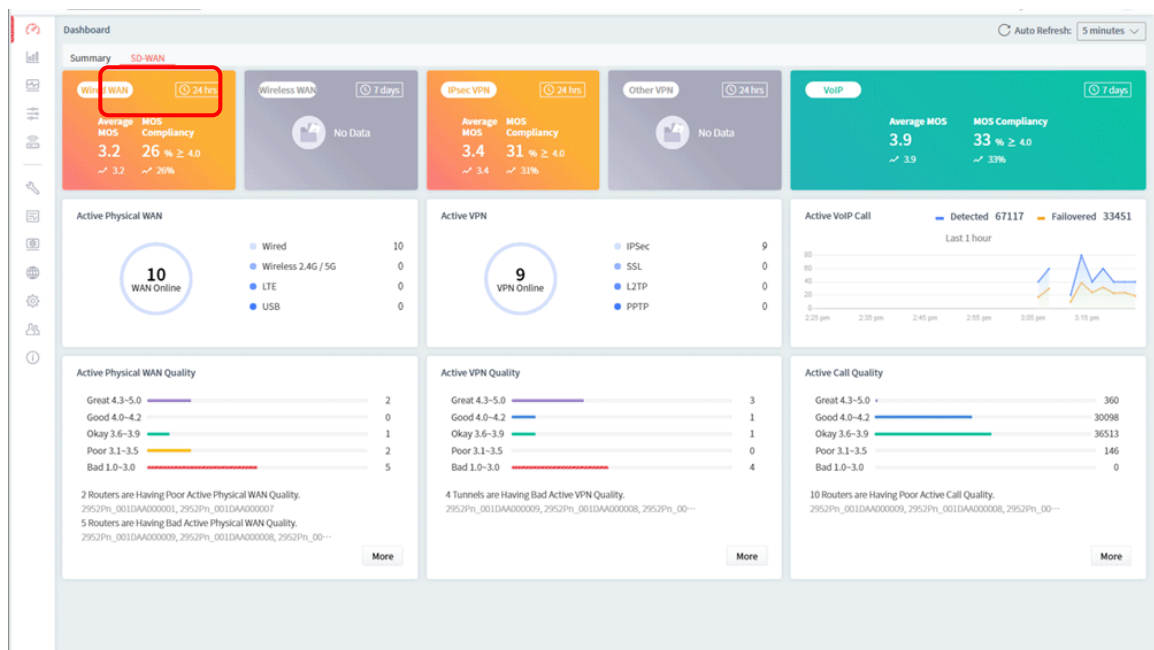 Dashboard
Auto Refresh: 5 minutes
Summary SD-WAN
Wired WAN 24 hrs
Average MOS
MOS Compliancy
3.2 26 % ≥ 4.0
3.2 26%
Wireless WAN 7 days
No Data
IPsec VPN 24 hrs
Average MOS
MOS Compliancy
3.4 31 % ≥ 4.0
3.4 31%
Other VPN 24 hrs
No Data
VoIP 7 days
Average MOS MOS Compliancy
3.9 33 % ≥ 4.0
3.9 33%
Active Physical WAN
10
WAN Online
Wired 10
Wireless 2.4G / 5G 0
LTE 0
USB 0
Active VPN
9
VPN Online
IPSec 9
SSL 0
L2TP 0
PPTP 0
Active VoIP Call Detected 67117 Failovered 33451
Last 1 hour
80
60
40
20
0
2:25 pm 2:35 pm 2:45 pm 2:55 pm 3:05 pm 3:15 pm
Active Physical WAN Quality
Great 4.3~5.0 2
Good 4.0~4.2 0
Okay 3.6~3.9 1
Poor 3.1~3.5 2
Bad 1.0~3.0 5
2 Routers are Having Poor Active Physical WAN Quality.
2952Pn_001DAA000001, 2952Pn_001DAA000007
5 Routers are Having Bad Active Physical WAN Quality.
2952Pn_001DAA000009, 2952Pn_001DAA000008, 2952Pn_00···
More
Active VPN Quality
Great 4.3~5.0 3
Good 4.0~4.2 1
Okay 3.6~3.9 1
Poor 3.1~3.5 0
Bad 1.0~3.0 4
4 Tunnels are Having Bad Active VPN Quality.
2952Pn_001DAA000009, 2952Pn_001DAA000008, 2952Pn_00···
More
Active Call Quality
Great 4.3~5.0 360
Good 4.0~4.2 30098
Okay 3.6~3.9 36513
Poor 3.1~3.5 146
Bad 1.0~3.0 0
10 Routers are Having Poor Active Call Quality.
2952Pn_001DAA000009, 2952Pn_001DAA000008, 2952Pn_00···
More